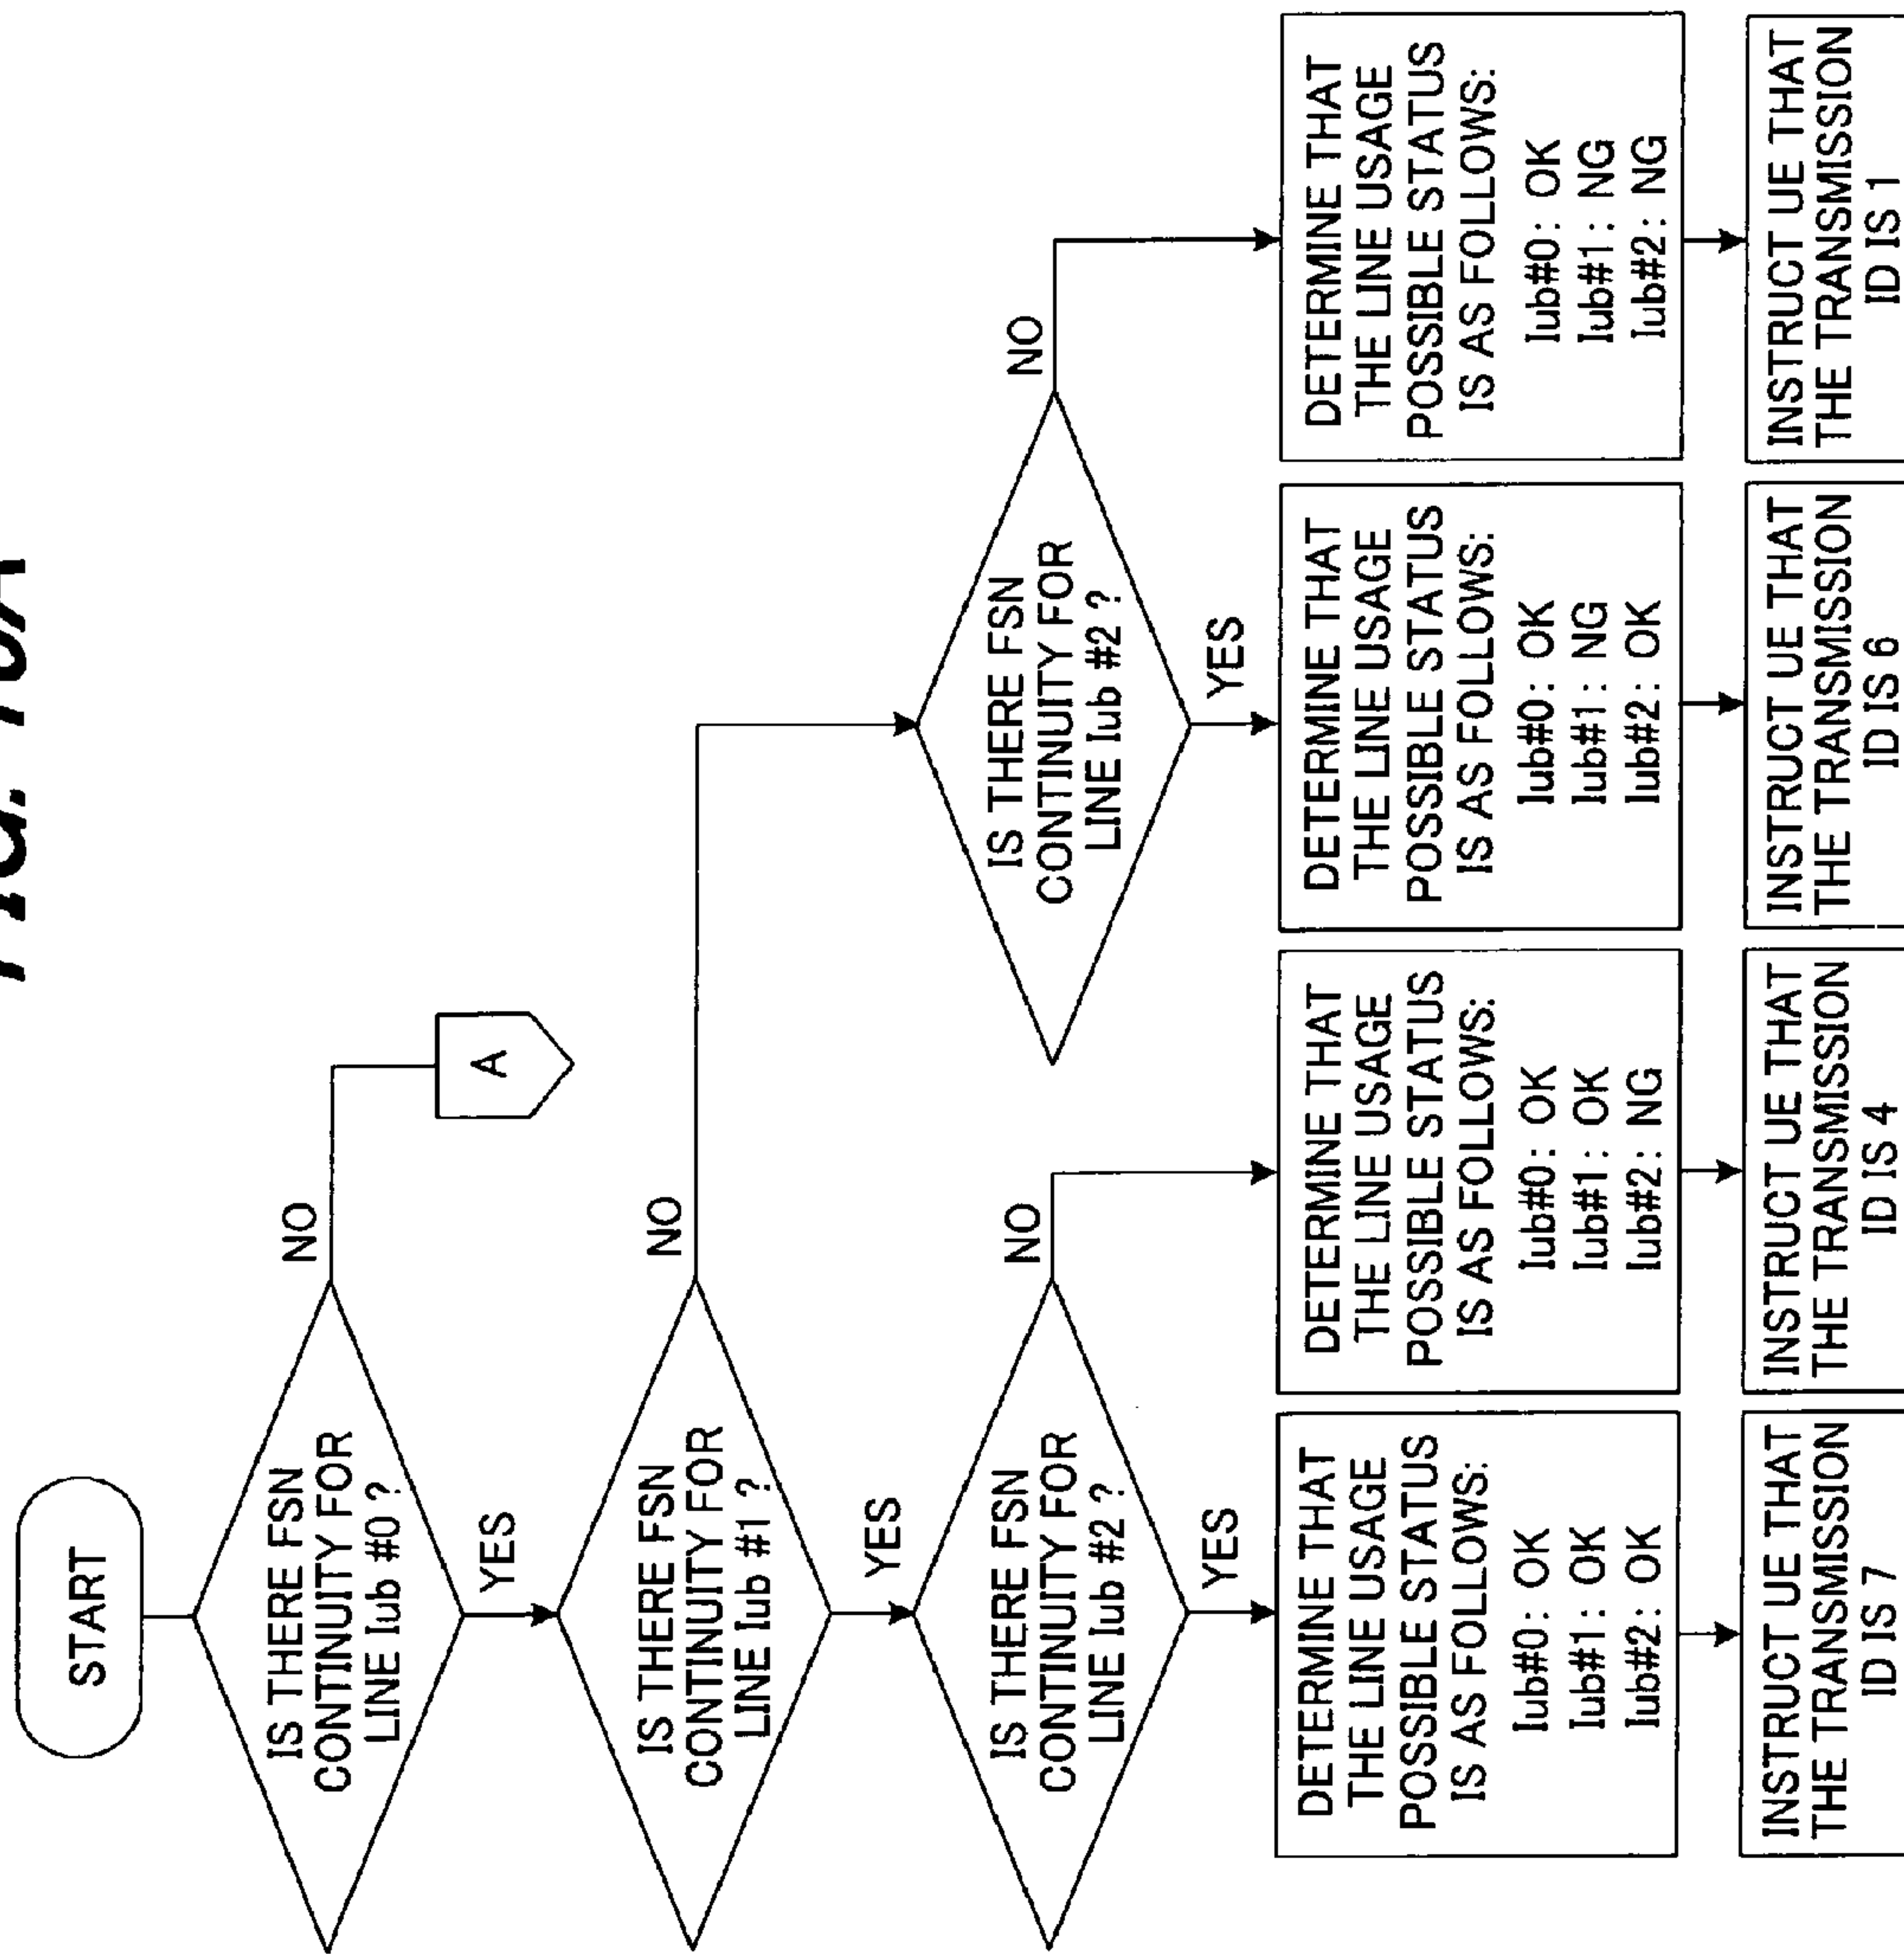 START
IS THERE FSN
CONTINUITY FOR
LINE Iub #0 ?
NO
A
YES
IS THERE FSN
CONTINUITY FOR
LINE Iub #1 ?
NO
YES
IS THERE FSN
CONTINUITY FOR
LINE Iub #2 ?
NO
YES
IS THERE FSN
CONTINUITY FOR
LINE Iub #2 ?
NO
YES
DETERMINE THAT
THE LINE USAGE
POSSIBLE STATUS
IS AS FOLLOWS:
Iub#0: OK
Iub#1: OK
Iub#2: OK
DETERMINE THAT
THE LINE USAGE
POSSIBLE STATUS
IS AS FOLLOWS:
Iub#0: OK
Iub#1: OK
Iub#2: NG
DETERMINE THAT
THE LINE USAGE
POSSIBLE STATUS
IS AS FOLLOWS:
Iub#0: OK
Iub#1: NG
Iub#2: OK
DETERMINE THAT
THE LINE USAGE
POSSIBLE STATUS
IS AS FOLLOWS:
Iub#0: OK
Iub#1: NG
Iub#2: NG
INSTRUCT UE THAT
THE TRANSMISSION
ID IS 7
INSTRUCT UE THAT
THE TRANSMISSION
ID IS 4
INSTRUCT UE THAT
THE TRANSMISSION
ID IS 6
INSTRUCT UE THAT
THE TRANSMISSION
ID IS 1